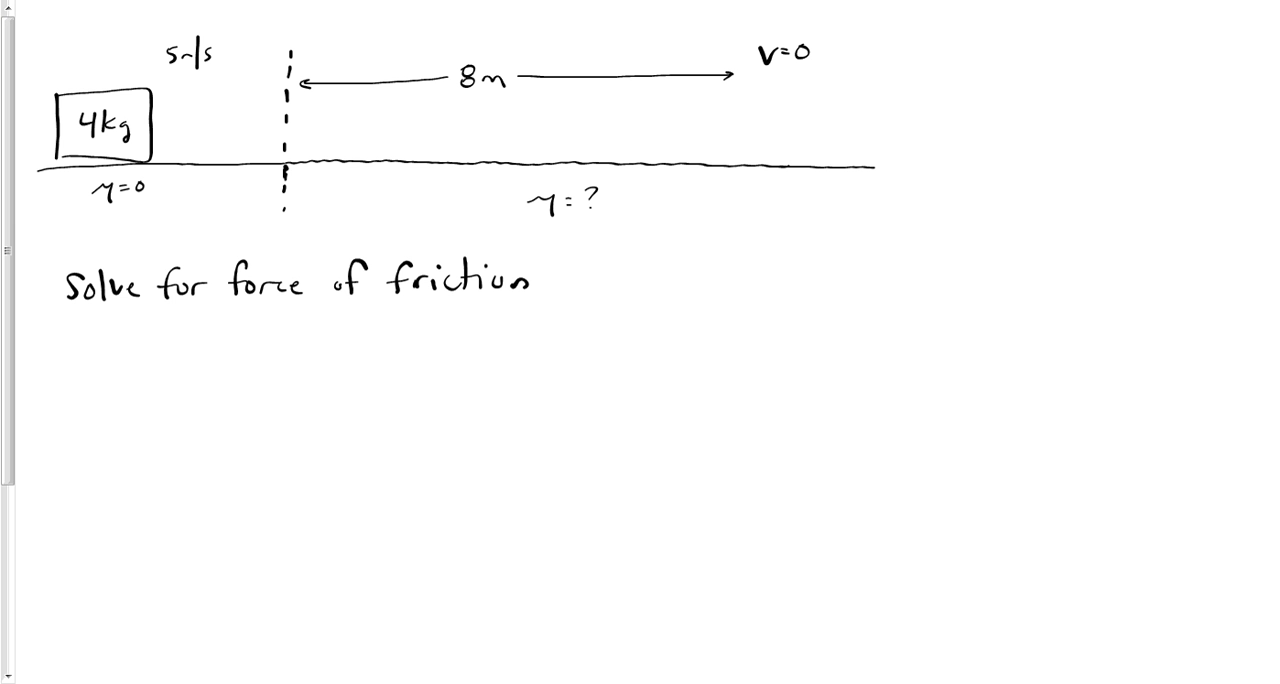 5m/s
8m
v=0
4kg
μ=0
μ=?
Solve for force of friction